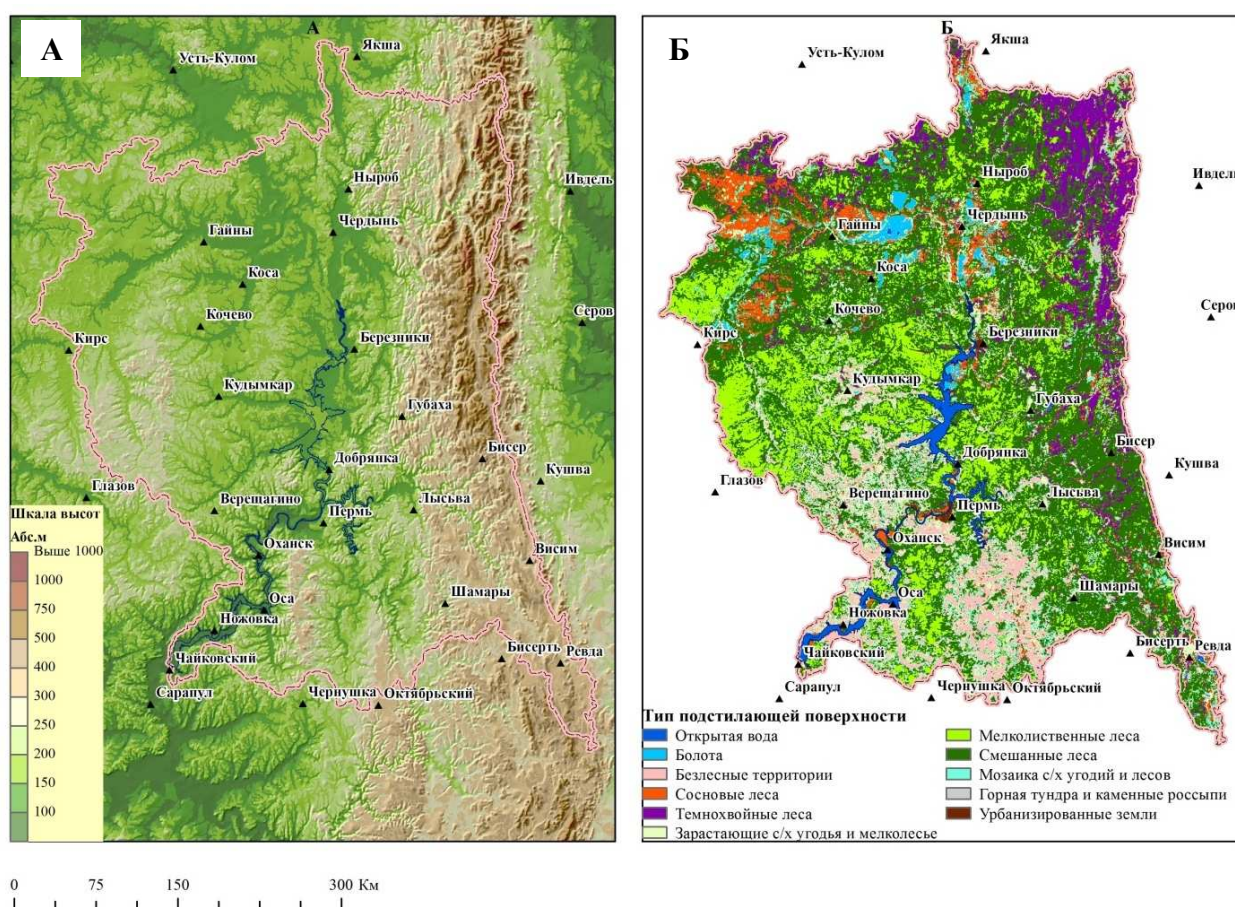 А
А
Усть-Кулом
Якша
Ныроб
Ивдель
Чердынь
Гайны
Коса
Серов
Кочево
Кирс
Березники
Кудымкар
Губаха
Бисер
Кушва
Добрянка
Глазов
Верещагино
Лысьва
Пермь
Оханск
Висим
Шамары
Оса
Ножовка
Бисерть
Ревда
Чайковский
Сарапул
Чернушка
Октябрьский
Шкала высот
Абс.м
Выше 1000
1000
750
500
400
300
250
200
150
100
0 75 150 300 Км
Б
Б
Якша
Усть-Кулом
Ныроб
Ивдель
Чердынь
Гайны
Коса
Серов
Кочево
Кирс
Березники
Кудымкар
Губаха
Бисер
Кушва
Добрянка
Глазов
Верещагино
Лысьва
Пермь
Оханск
Висим
Шамары
Оса
Ножовка
Бисерть
Ревда
Чайковский
Сарапул
Чернушка
Октябрьский
Тип подстилающей поверхности
Открытая вода
Болота
Безлесные территории
Сосновые леса
Темнохвойные леса
Зарастающие с/х угодья и мелколесье
Мелколиственные леса
Смешанные леса
Мозаика с/х угодий и лесов
Горная тундра и каменные россыпи
Урбанизированные земли